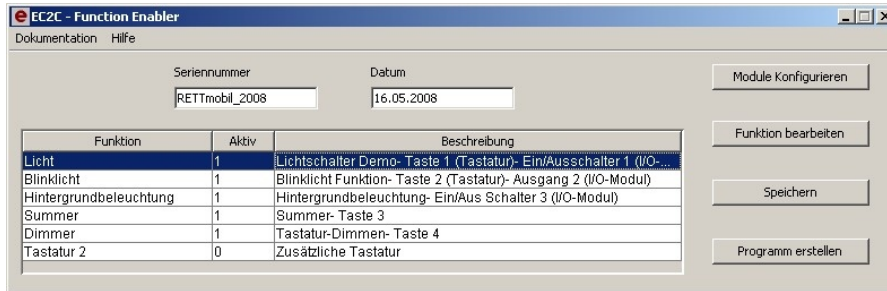 e EC2C - Function Enabler
Dokumentation Hilfe
Seriennummer Datum
Module Konfigurieren
RETTmobil_2008 16.05.2008
Funktion Aktiv Beschreibung
Funktion bearbeiten
Licht 1 Lichtschalter Demo- Taste 1 (Tastatur)- Ein/Ausschalter 1 (I/O-...
Blinklicht 1 Blinklicht Funktion- Taste 2 (Tastatur)- Ausgang 2 (I/O-Modul)
Hintergrundbeleuchtung 1 Hintergrundbeleuchtung- Ein/Aus Schalter 3 (I/O-Modul)
Speichern
Summer 1 Summer- Taste 3
Dimmer 1 Tastatur-Dimmen- Taste 4
Tastatur 2 0 Zusätzliche Tastatur
Programm erstellen